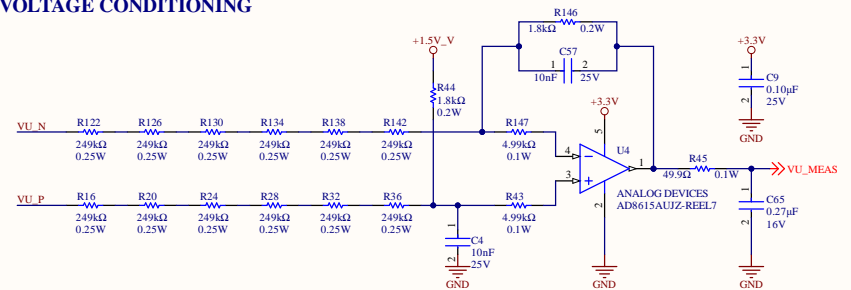 VOLTAGE CONDITIONING
R146
1.8kΩ 0.2W
C57
1 2
10nF 25V
+1.5V_V
R44
1.8kΩ
0.2W
+3.3V
1
C9
0.10µF
2
25V
GND
+3.3V
VU_N
R122 R126 R130 R134 R138 R142 R147
249kΩ 249kΩ 249kΩ 249kΩ 249kΩ 249kΩ 4.99kΩ
0.25W 0.25W 0.25W 0.25W 0.25W 0.25W 0.1W
5
U4
4
3
1
2
R45
49.9Ω 0.1W
VU_MEAS
ANALOG DEVICES
AD8615AUJZ-REEL7
VU_P
R16 R20 R24 R28 R32 R36 R43
249kΩ 249kΩ 249kΩ 249kΩ 249kΩ 249kΩ 4.99kΩ
0.25W 0.25W 0.25W 0.25W 0.25W 0.25W 0.1W
1
C4
10nF
2
25V
GND
GND
1
C65
0.27µF
2
16V
GND